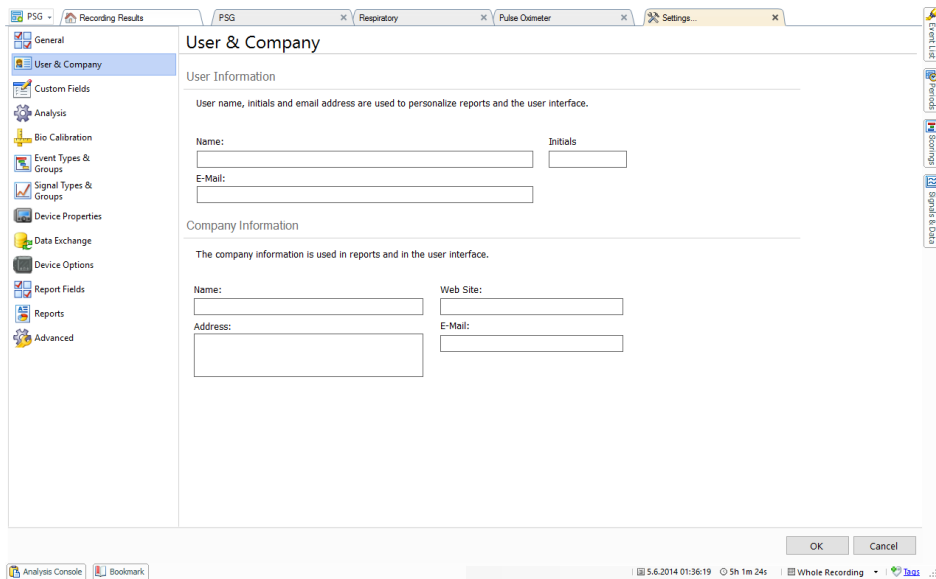 PSG
Recording Results
PSG
Respiratory
Pulse Oximeter
Settings...
General
User & Company
Custom Fields
Analysis
Bio Calibration
Event Types &
Groups
Signal Types &
Groups
Device Properties
Data Exchange
Device Options
Report Fields
Reports
Advanced
User & Company
User Information
User name, initials and email address are used to personalize reports and the user interface.
Name:
Initials
E-Mail:
Company Information
The company information is used in reports and in the user interface.
Name:
Web Site:
Address:
E-Mail:
Event List
Periods
Scorings
Signals & Data
OK
Cancel
Analysis Console
Bookmark
5.6.2014 01:36:19
5h 1m 24s
Whole Recording
Tags